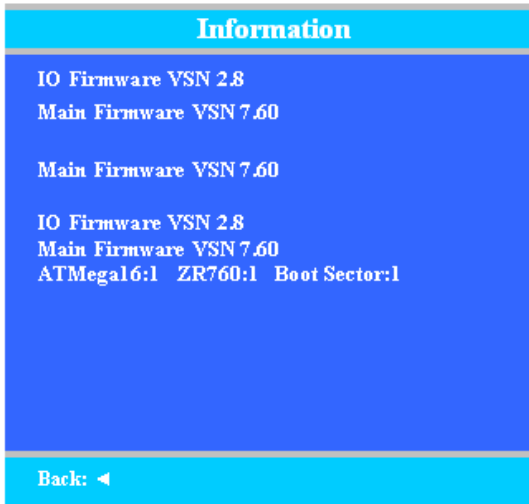 Information
IO Firmware VSN 2.8
Main Firmware VSN 7.60
Main Firmware VSN 7.60
IO Firmware VSN 2.8
Main Firmware VSN 7.60
ATMega16:1 ZR760:1 Boot Sector:1
Back: ◄